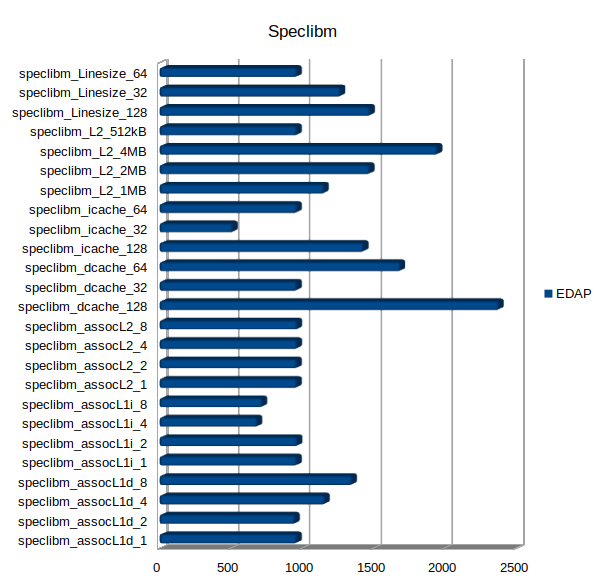 Speclibm
speclibm_Linesize_64
speclibm_Linesize_32
speclibm_Linesize_128
speclibm_L2_512kB
speclibm_L2_4MB
speclibm_L2_2MB
speclibm_L2_1MB
speclibm_icache_64
speclibm_icache_32
speclibm_icache_128
speclibm_dcache_64
speclibm_dcache_32
speclibm_dcache_128
speclibm_assocL2_8
speclibm_assocL2_4
speclibm_assocL2_2
speclibm_assocL2_1
speclibm_assocL1i_8
speclibm_assocL1i_4
speclibm_assocL1i_2
speclibm_assocL1i_1
speclibm_assocL1d_8
speclibm_assocL1d_4
speclibm_assocL1d_2
speclibm_assocL1d_1
0 500 1000 1500 2000 2500
EDAP